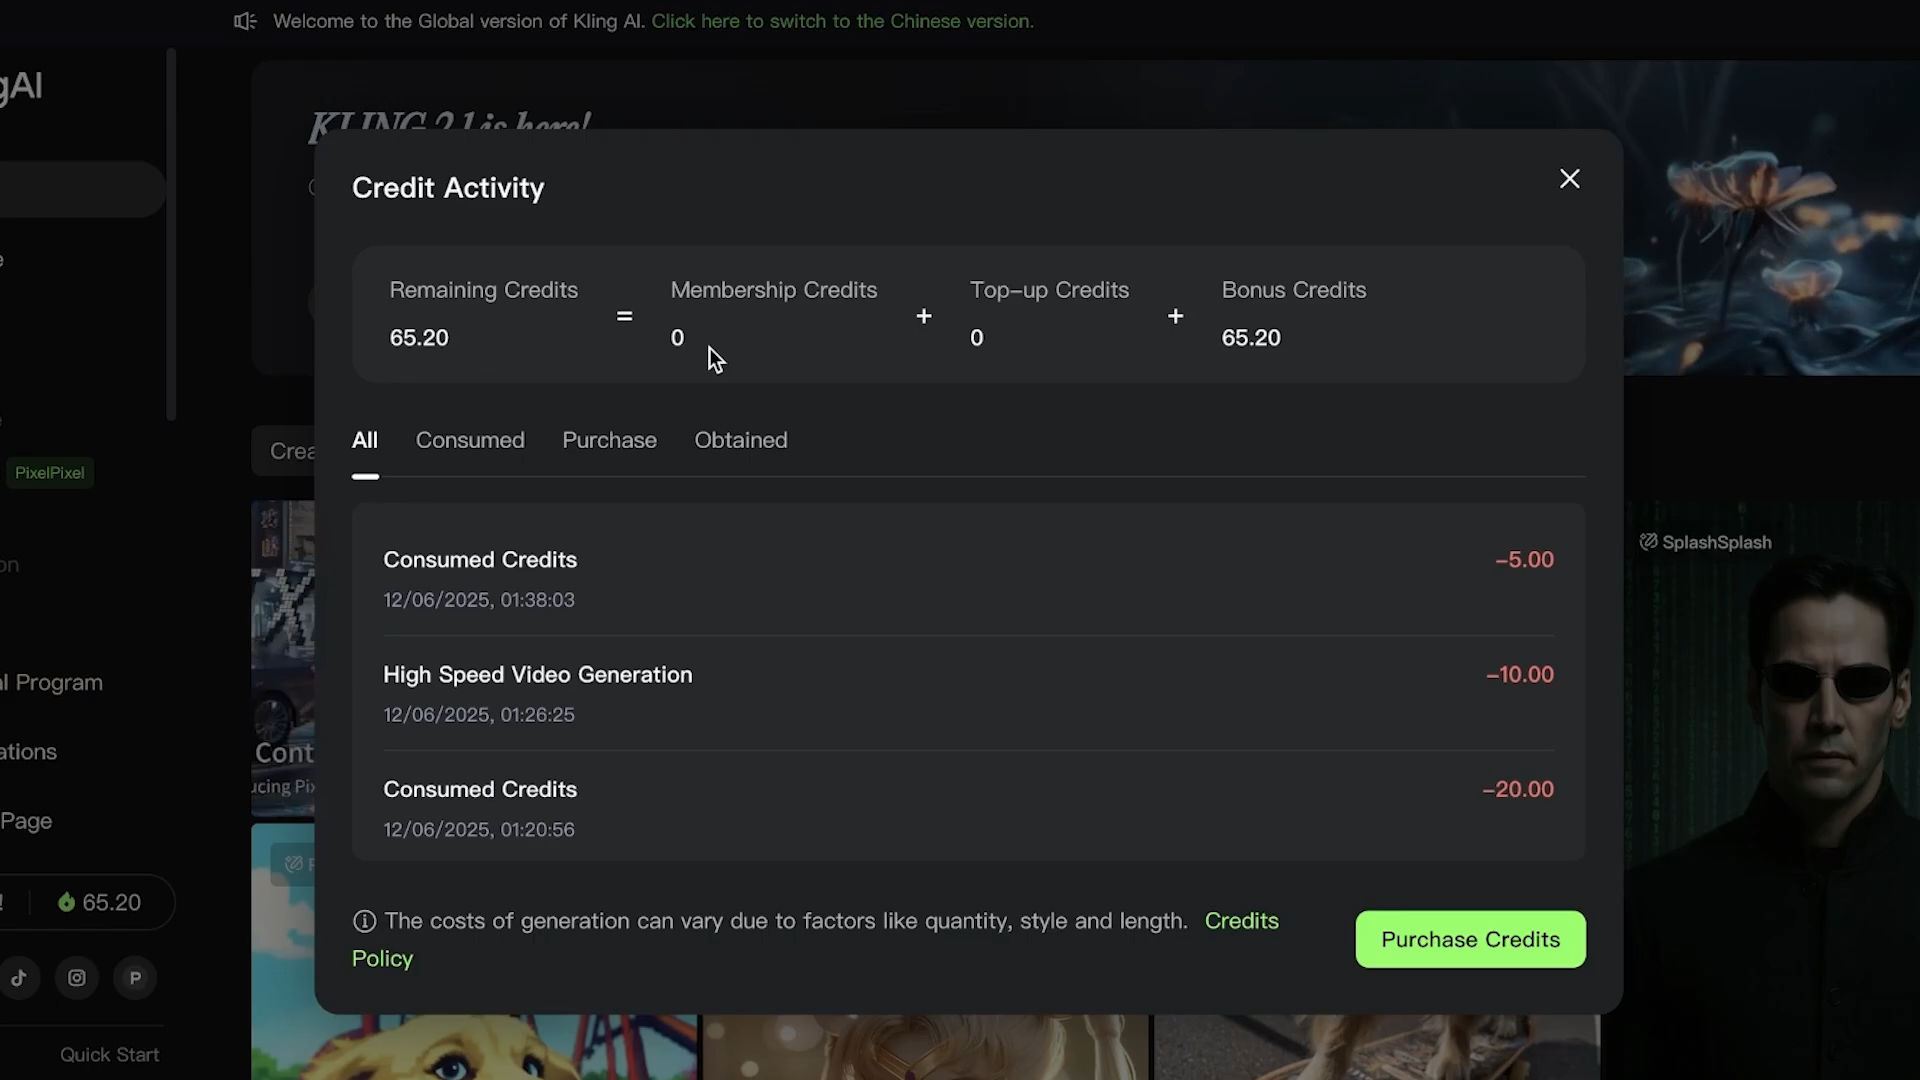 Welcome to the Global version of Kling AI. Click here to switch to the Chinese version.
gAI
KLING 2.1 is here!
Credit Activity
Remaining Credits = Membership Credits + Top-up Credits + Bonus Credits
65.20 0 0 65.20
All Consumed Purchase Obtained
Crea
PixelPixel
Consumed Credits -5.00
12/06/2025, 01:38:03
SplashSplash
on
High Speed Video Generation -10.00
12/06/2025, 01:26:25
l Program
ations
Cont
ucing Pix
Consumed Credits -20.00
12/06/2025, 01:20:56
Page
65.20
The costs of generation can vary due to factors like quantity, style and length. Credits
Policy
Purchase Credits
Quick Start